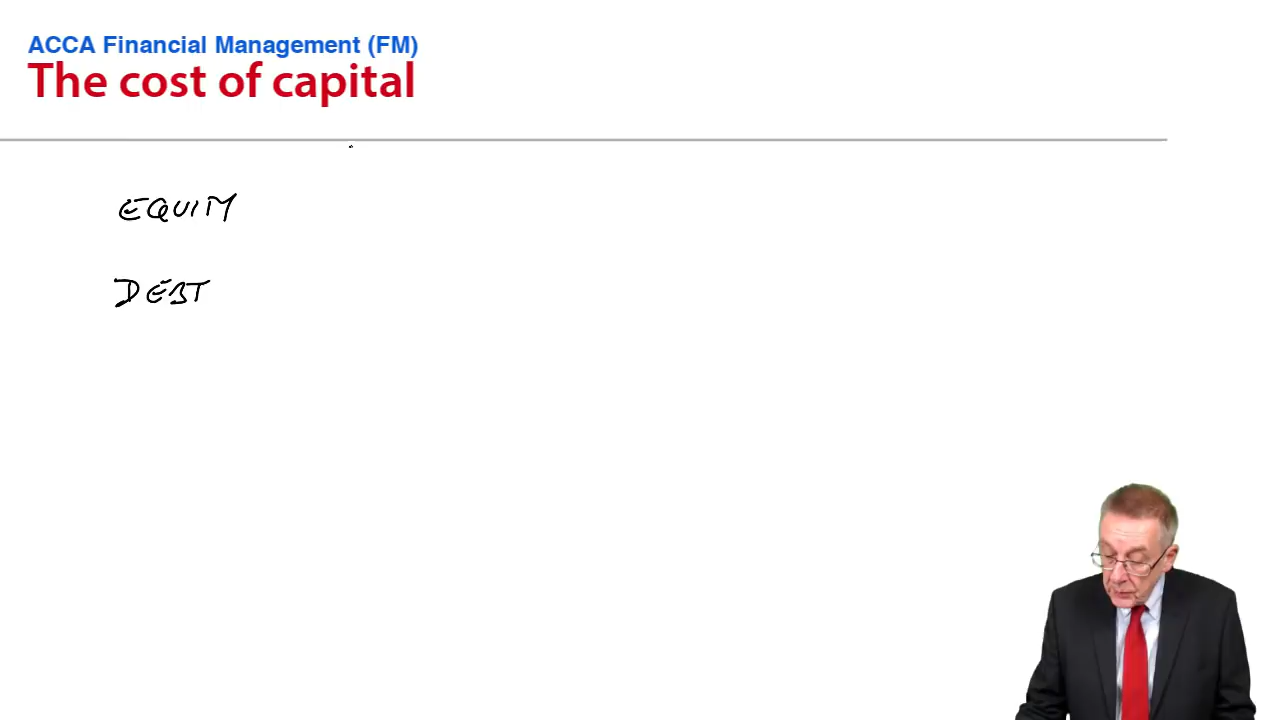 ACCA Financial Management (FM)
The cost of capital
EQUITY
DEBT